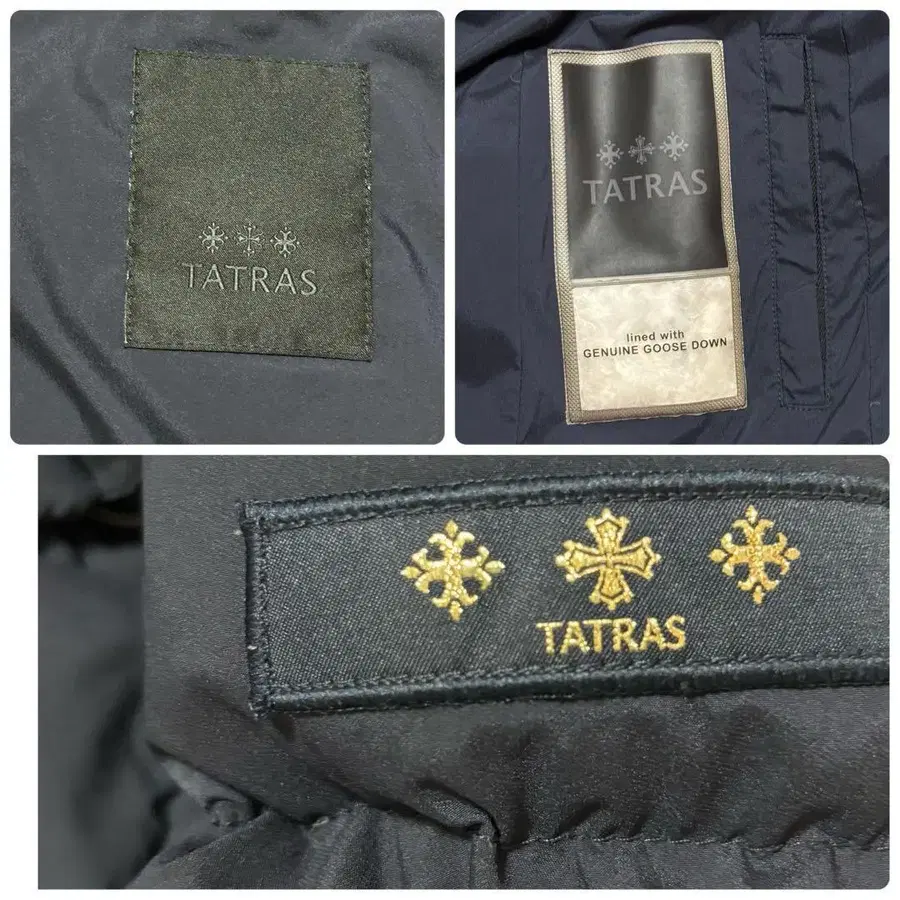 TATRAS
TATRAS
lined with
GENUINE GOOSE DOWN
TATRAS